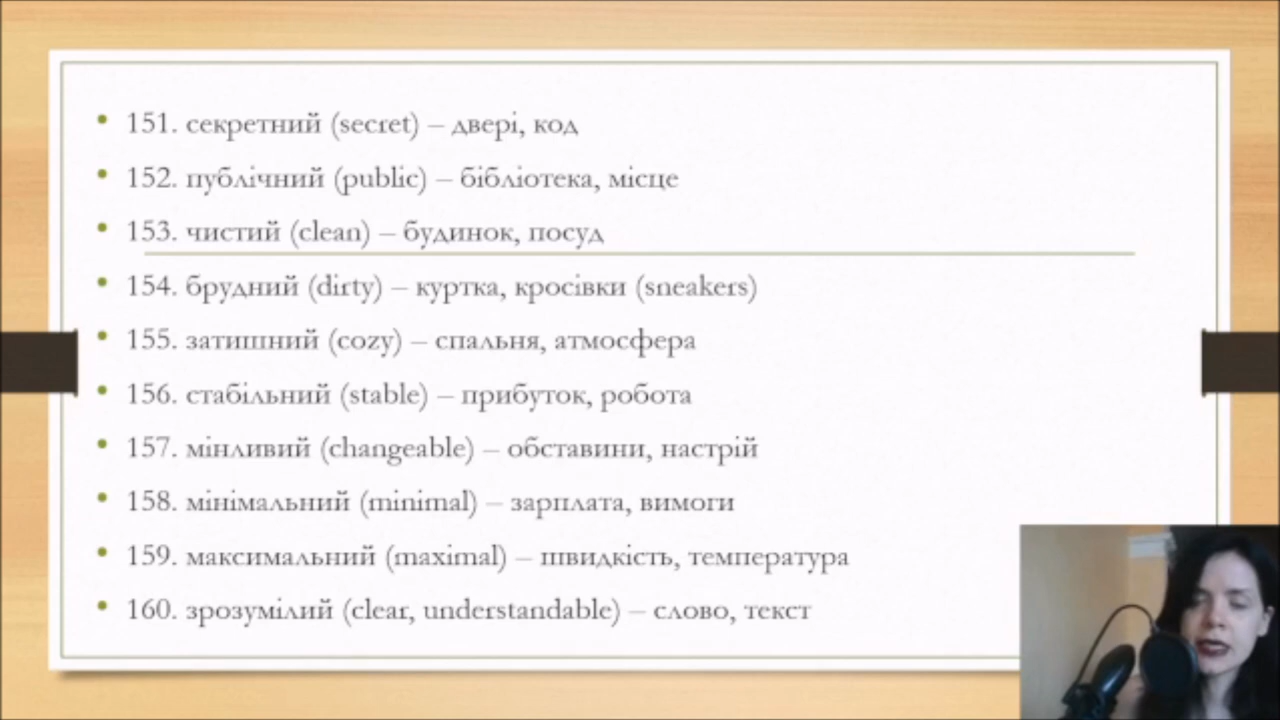 • 151. секретний (secret) – двері, код
• 152. публічний (public) – бібліотека, місце
• 153. чистий (clean) – будинок, посуд
• 154. брудний (dirty) – куртка, кросівки (sneakers)
• 155. затишний (cozy) – спальня, атмосфера
• 156. стабільний (stable) – прибуток, робота
• 157. мінливий (changeable) – обставини, настрій
• 158. мінімальний (minimal) – зарплата, вимоги
• 159. максимальний (maximal) – швидкість, температура
• 160. зрозумілий (clear, understandable) – слово, текст